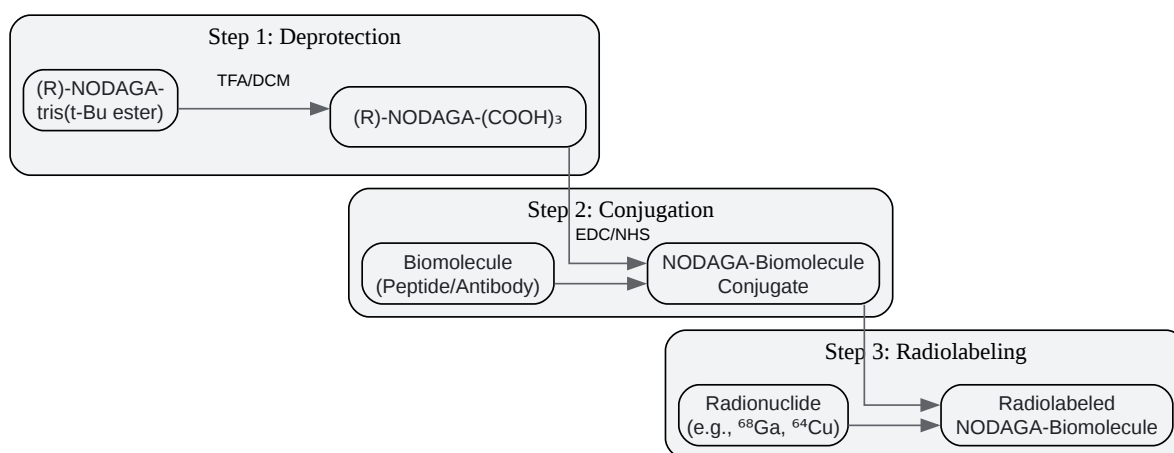 Step 1: Deprotection
(R)-NODAGA-
tris(t-Bu ester)
TFA/DCM
(R)-NODAGA-(COOH)₃
Step 2: Conjugation
EDC/NHS
Biomolecule
(Peptide/Antibody)
NODAGA-Biomolecule
Conjugate
Step 3: Radiolabeling
Radionuclide
(e.g., ⁶⁸Ga, ⁶⁴Cu)
Radiolabeled
NODAGA-Biomolecule